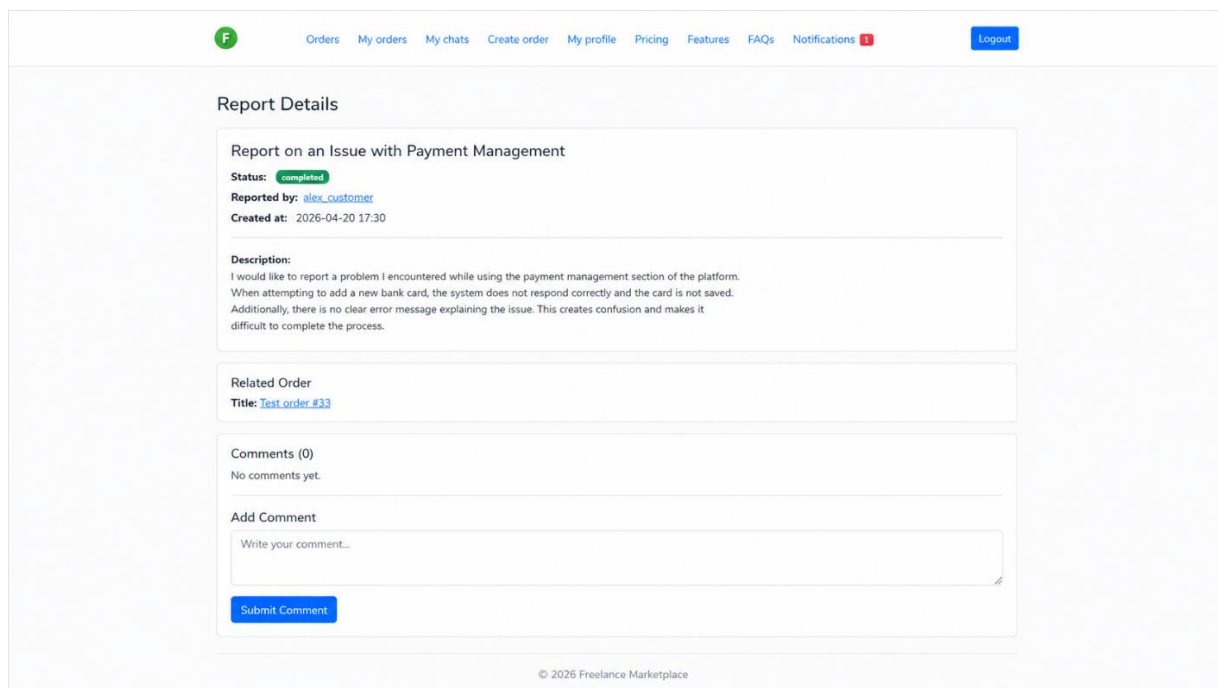 F
Orders My orders My chats Create order My profile Pricing Features FAQs Notifications 1 Logout
Report Details
Report on an Issue with Payment Management
Status: completed
Reported by: alex_customer
Created at: 2026-04-20 17:30
Description:
I would like to report a problem I encountered while using the payment management section of the platform.
When attempting to add a new bank card, the system does not respond correctly and the card is not saved.
Additionally, there is no clear error message explaining the issue. This creates confusion and makes it
difficult to complete the process.
Related Order
Title: Test order #33
Comments (0)
No comments yet.
Add Comment
Write your comment...
Submit Comment
© 2026 Freelance Marketplace